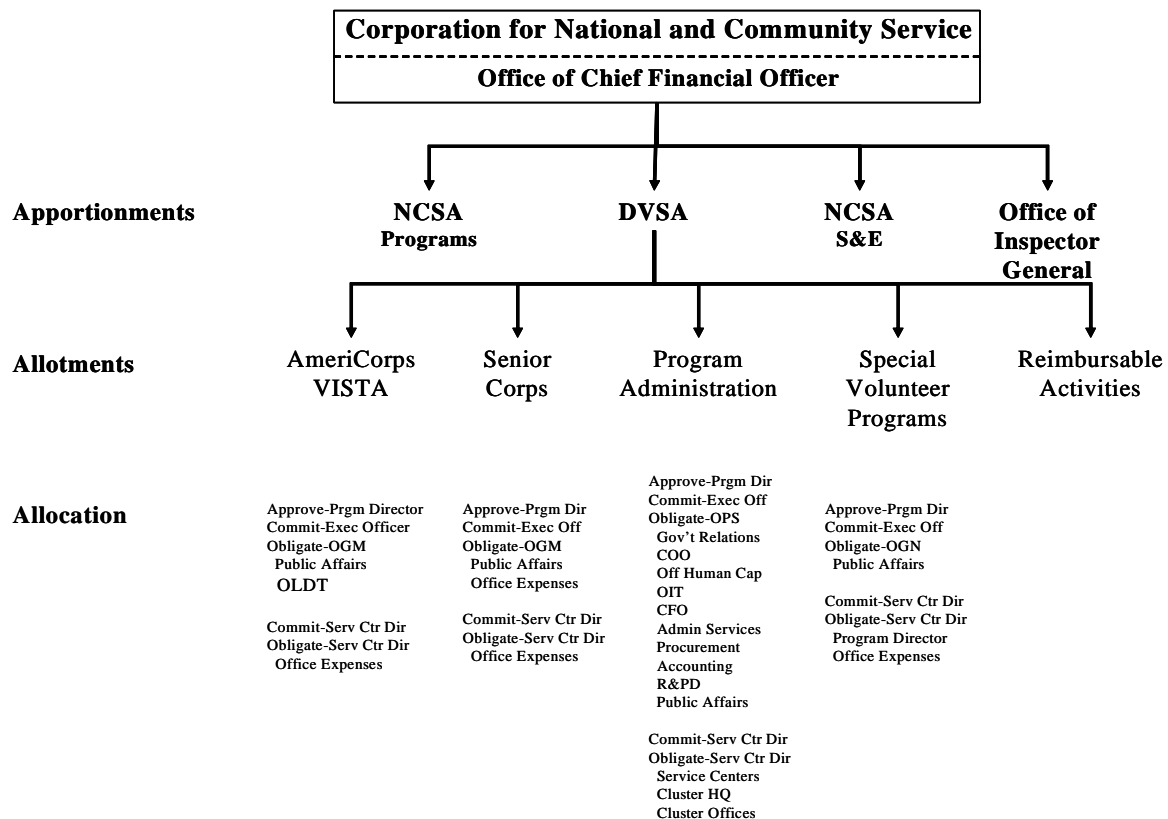 Corporation for National and Community Service
Office of Chief Financial Officer
Apportionments
NCSA
Programs
DVSA
NCSA
S&E
Office of
Inspector
General
Allotments
AmeriCorps
VISTA
Senior
Corps
Program
Administration
Special
Volunteer
Programs
Reimbursable
Activities
Allocation
Approve-Prgm Director
Commit-Exec Officer
Obligate-OGM
Public Affairs
OLDT
Commit-Serv Ctr Dir
Obligate-Serv Ctr Dir
Office Expenses
Approve-Prgm Dir
Commit-Exec Off
Obligate-OGM
Public Affairs
Office Expenses
Commit-Serv Ctr Dir
Obligate-Serv Ctr Dir
Office Expenses
Approve-Prgm Dir
Commit-Exec Off
Obligate-OPS
Gov't Relations
COO
Off Human Cap
OIT
CFO
Admin Services
Procurement
Accounting
R&PD
Public Affairs
Commit-Serv Ctr Dir
Obligate-Serv Ctr Dir
Service Centers
Cluster HQ
Cluster Offices
Approve-Prgm Dir
Commit-Exec Off
Obligate-OGN
Public Affairs
Commit-Serv Ctr Dir
Obligate-Serv Ctr Dir
Program Director
Office Expenses